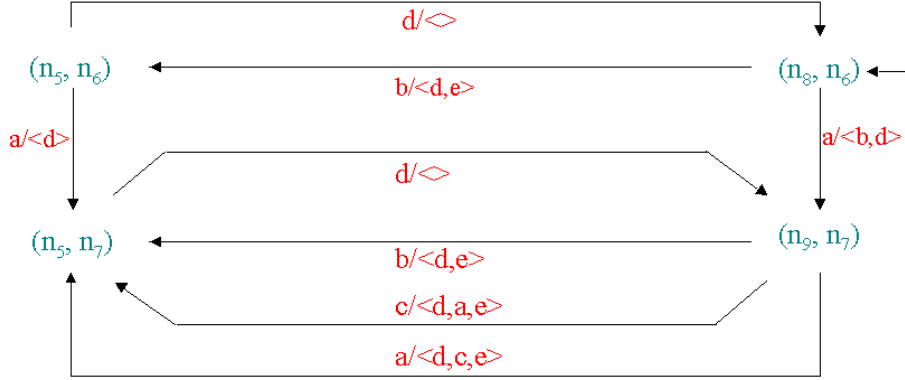 d/<>
(n₅, n₆)
(n₈, n₆)
b/<d,e>
a/<d>
a/<b,d>
d/<>
(n₅, n₇)
(n₉, n₇)
b/<d,e>
c/<d,a,e>
a/<d,c,e>